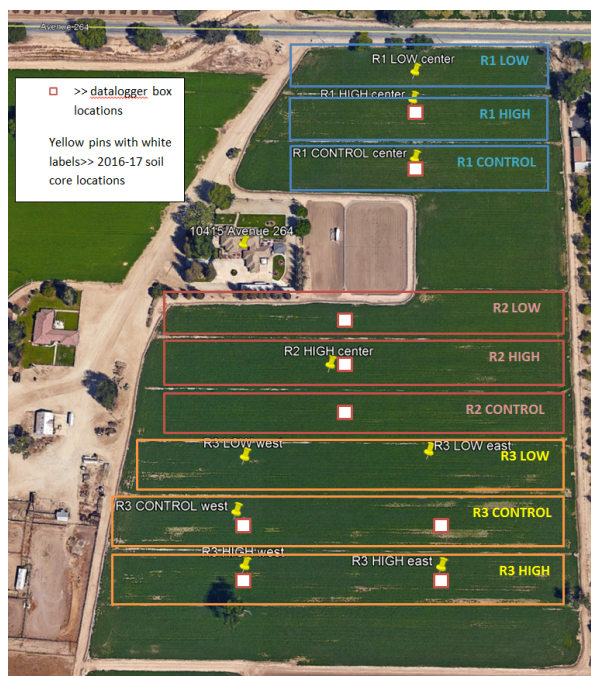 Avenue 264
R1 LOW center
R1 LOW
>> datalogger box
locations
Yellow pins with white
labels>> 2016-17 soil
core locations
R1 HIGH center
R1 HIGH
R1 CONTROL center
R1 CONTROL
10415 Avenue 264
R2 LOW
R2 HIGH center
R2 HIGH
R2 CONTROL
R3 LOW west
R3 LOW east
R3 LOW
R3 CONTROL west
R3 CONTROL
R3 HIGH west
R3 HIGH east
R3 HIGH